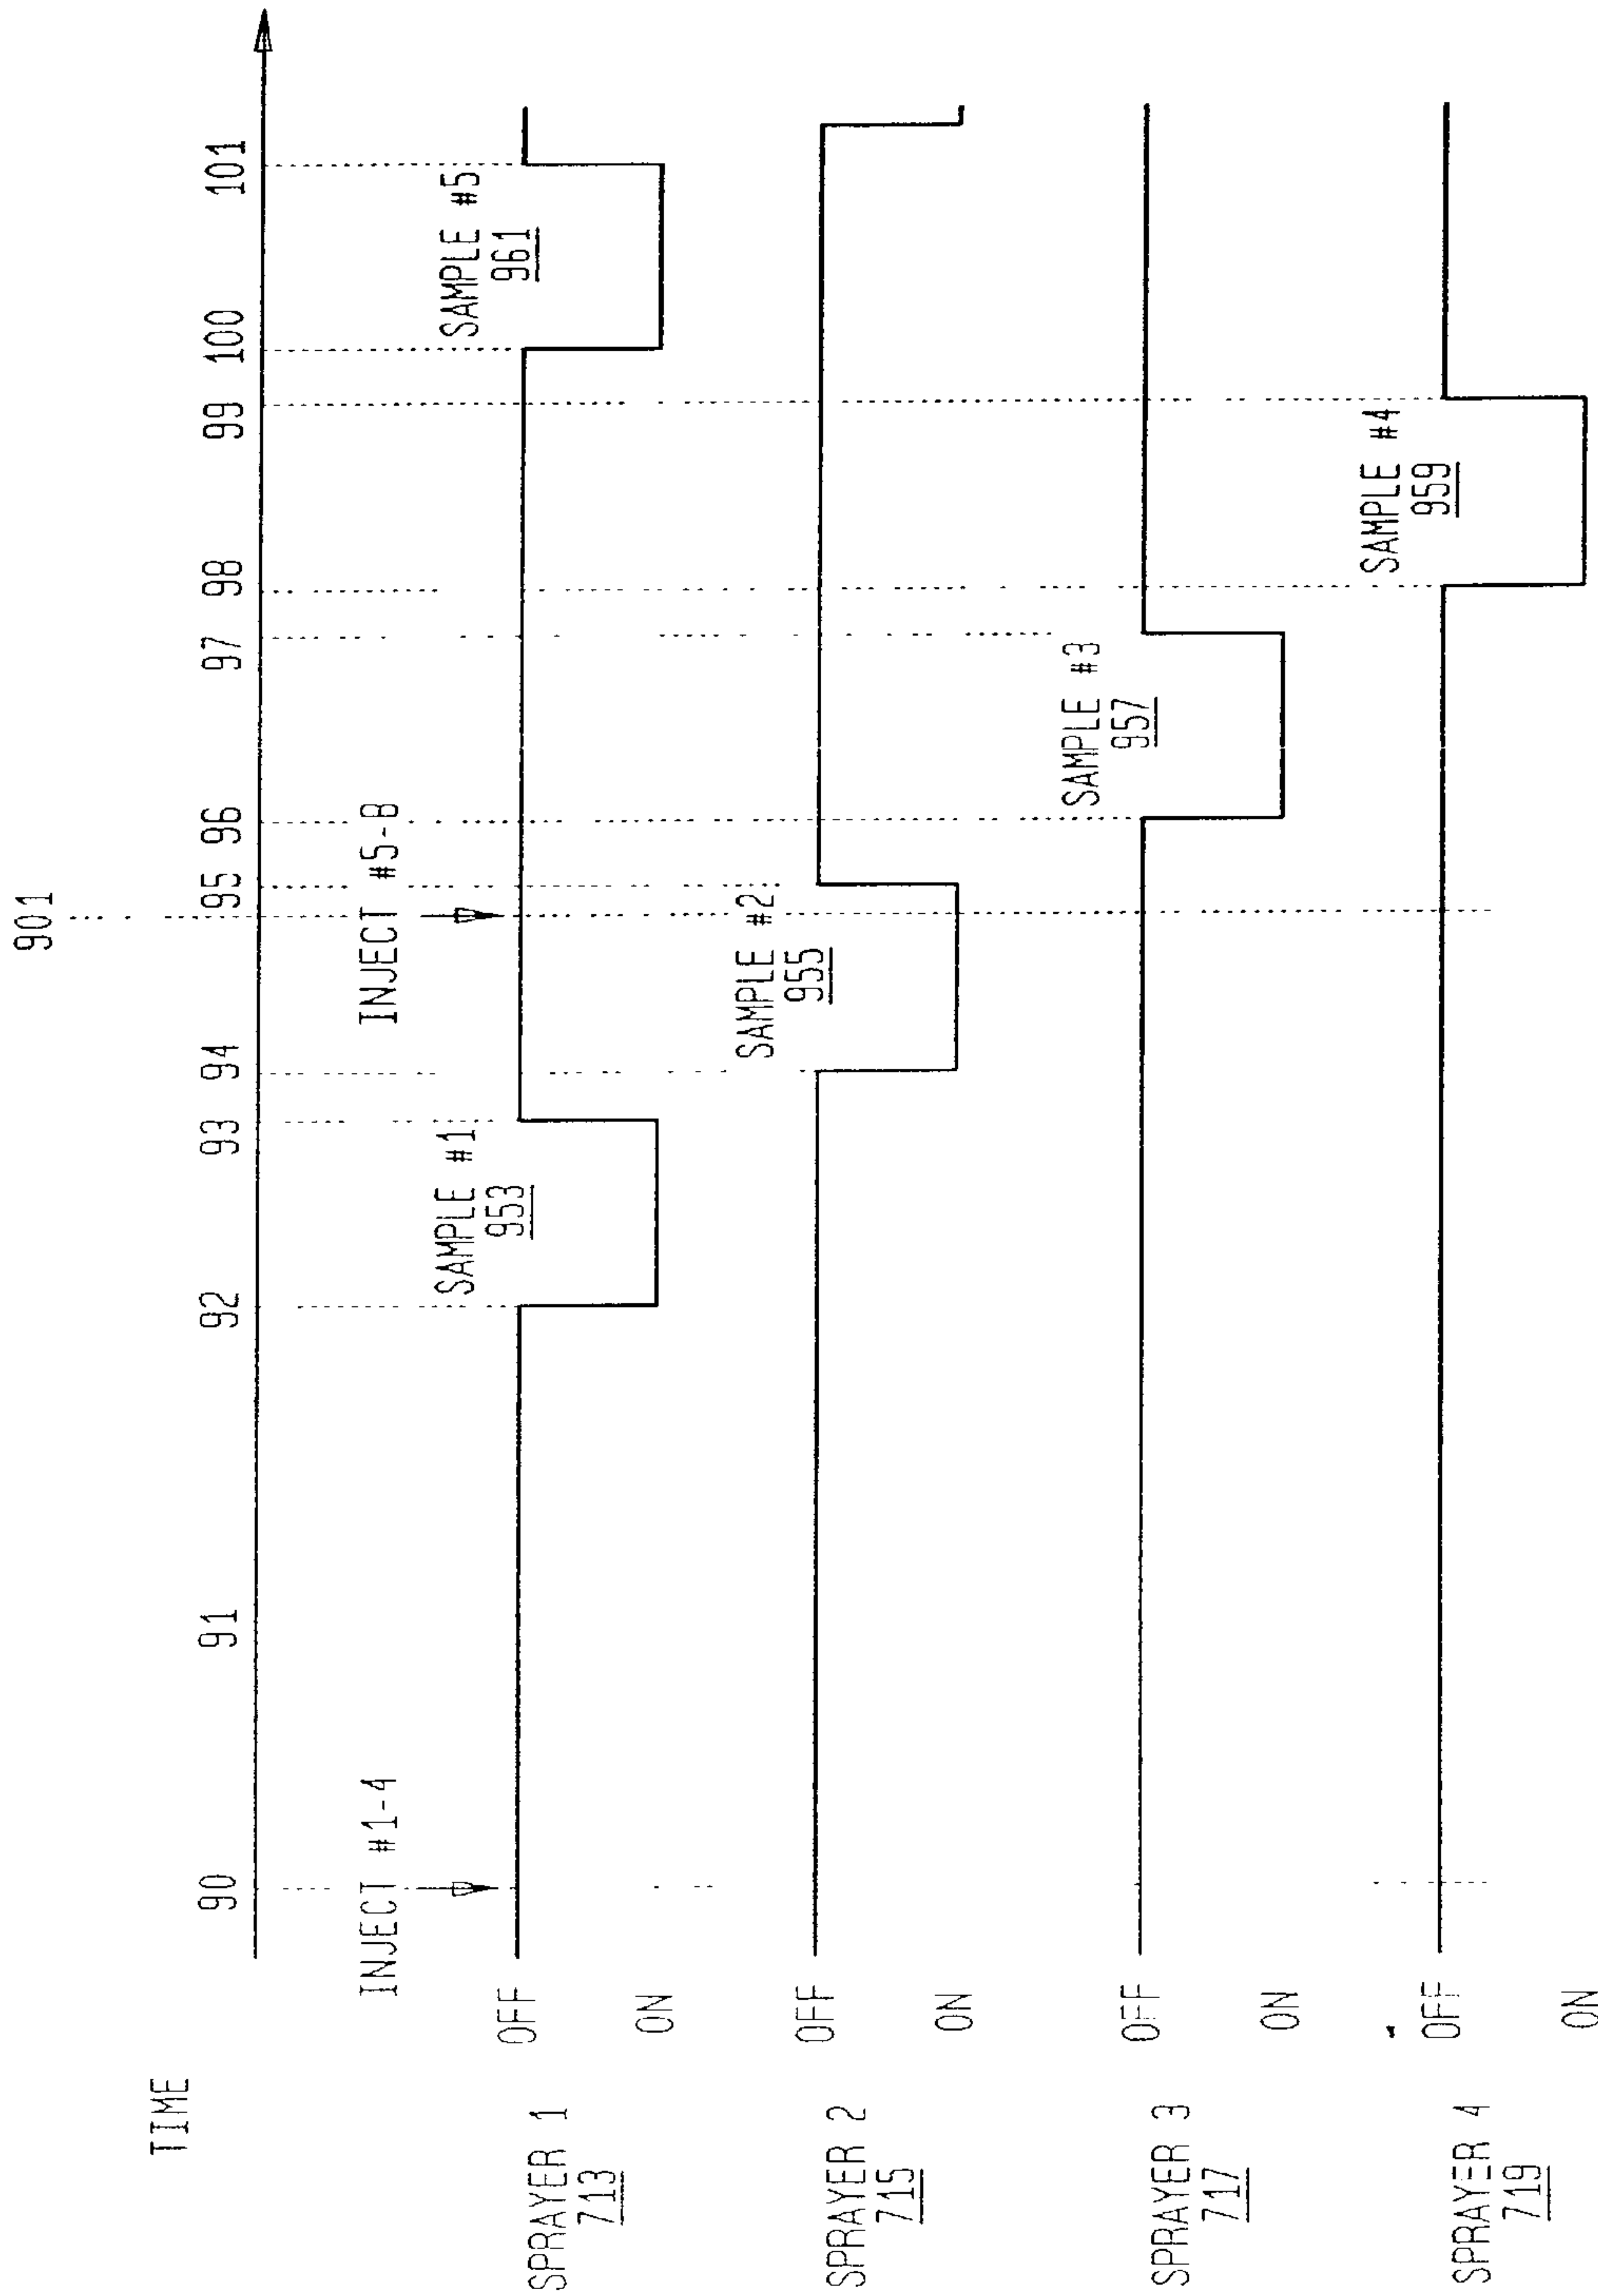 901
TIME
90
91
92
93
94
95
96
97
98
99
100
101
INJECT #1-4
INJECT #5-8
SPRAYER 1
713
OFF
ON
SAMPLE #1
953
SAMPLE #5
961
SPRAYER 2
715
OFF
ON
SAMPLE #2
955
SPRAYER 3
717
OFF
ON
SAMPLE #3
957
SPRAYER 4
719
OFF
ON
SAMPLE #4
959